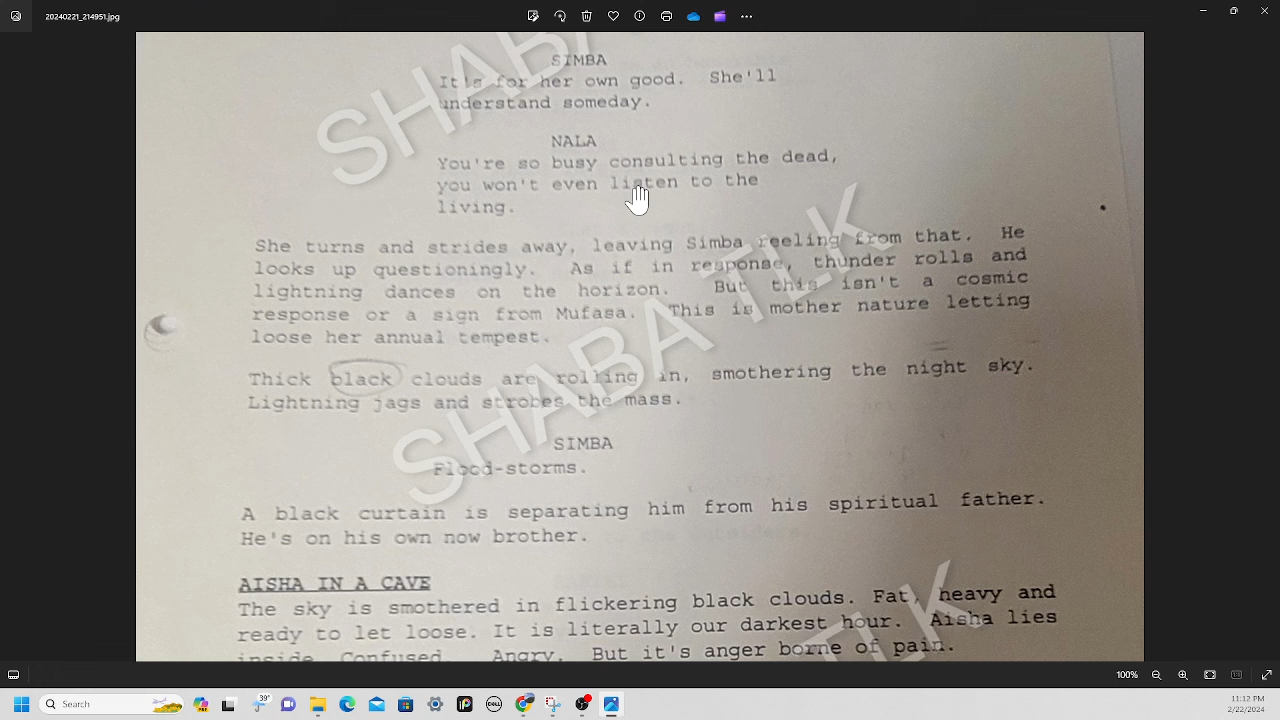 20240221_214951.jpg
SIMBA
It's for her own good. She'll
understand someday.
NALA
You're so busy consulting the dead,
you won't even listen to the
living.
She turns and strides away, leaving Simba reeling from that. He
looks up questioningly. As if in response, thunder rolls and
lightning dances on the horizon. But this isn't a cosmic
response or a sign from Mufasa. This is mother nature letting
loose her annual tempest.
Thick black clouds are rolling in, smothering the night sky.
Lightning jags and strobes the mass.
SIMBA
Flood-storms.
A black curtain is separating him from his spiritual father.
He's on his own now brother.
AISHA IN A CAVE
The sky is smothered in flickering black clouds. Fat, heavy and
ready to let loose. It is literally our darkest hour. Aisha lies
inside. Confused. Angry. But it's anger borne of pain.
SHABA TLK
SHABA TLK
TLK
100%
Search
39°
DELL
11:12 PM
2/22/2024